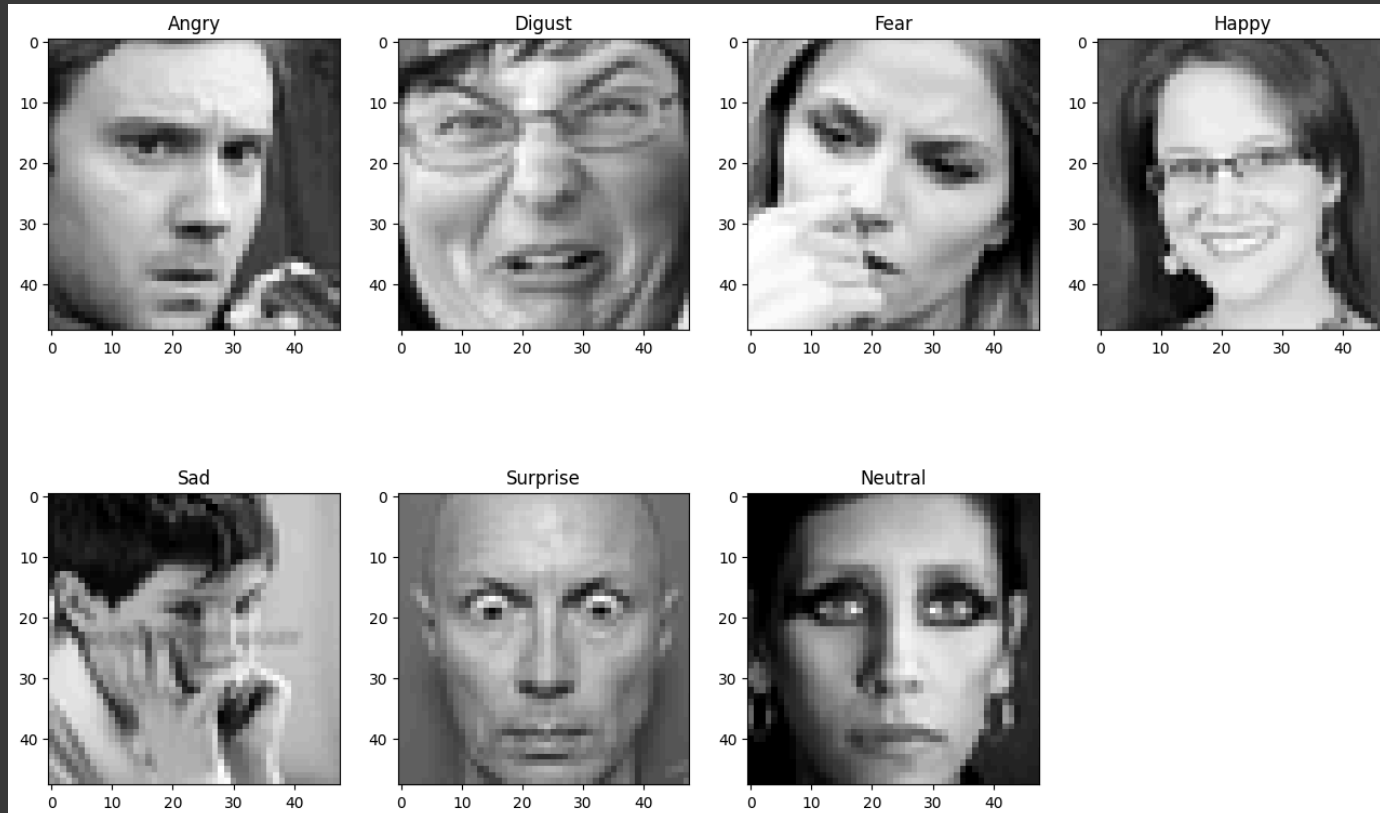 Angry Digust Fear Happy
0 0 0 0
10 10 10 10
20 20 20 20
30 30 30 30
40 40 40 40
0 10 20 30 40 0 10 20 30 40 0 10 20 30 40 0 10 20 30 40
Sad Surprise Neutral
0 0 0
10 10 10
20 20 20
30 30 30
40 40 40
0 10 20 30 40 0 10 20 30 40 0 10 20 30 40